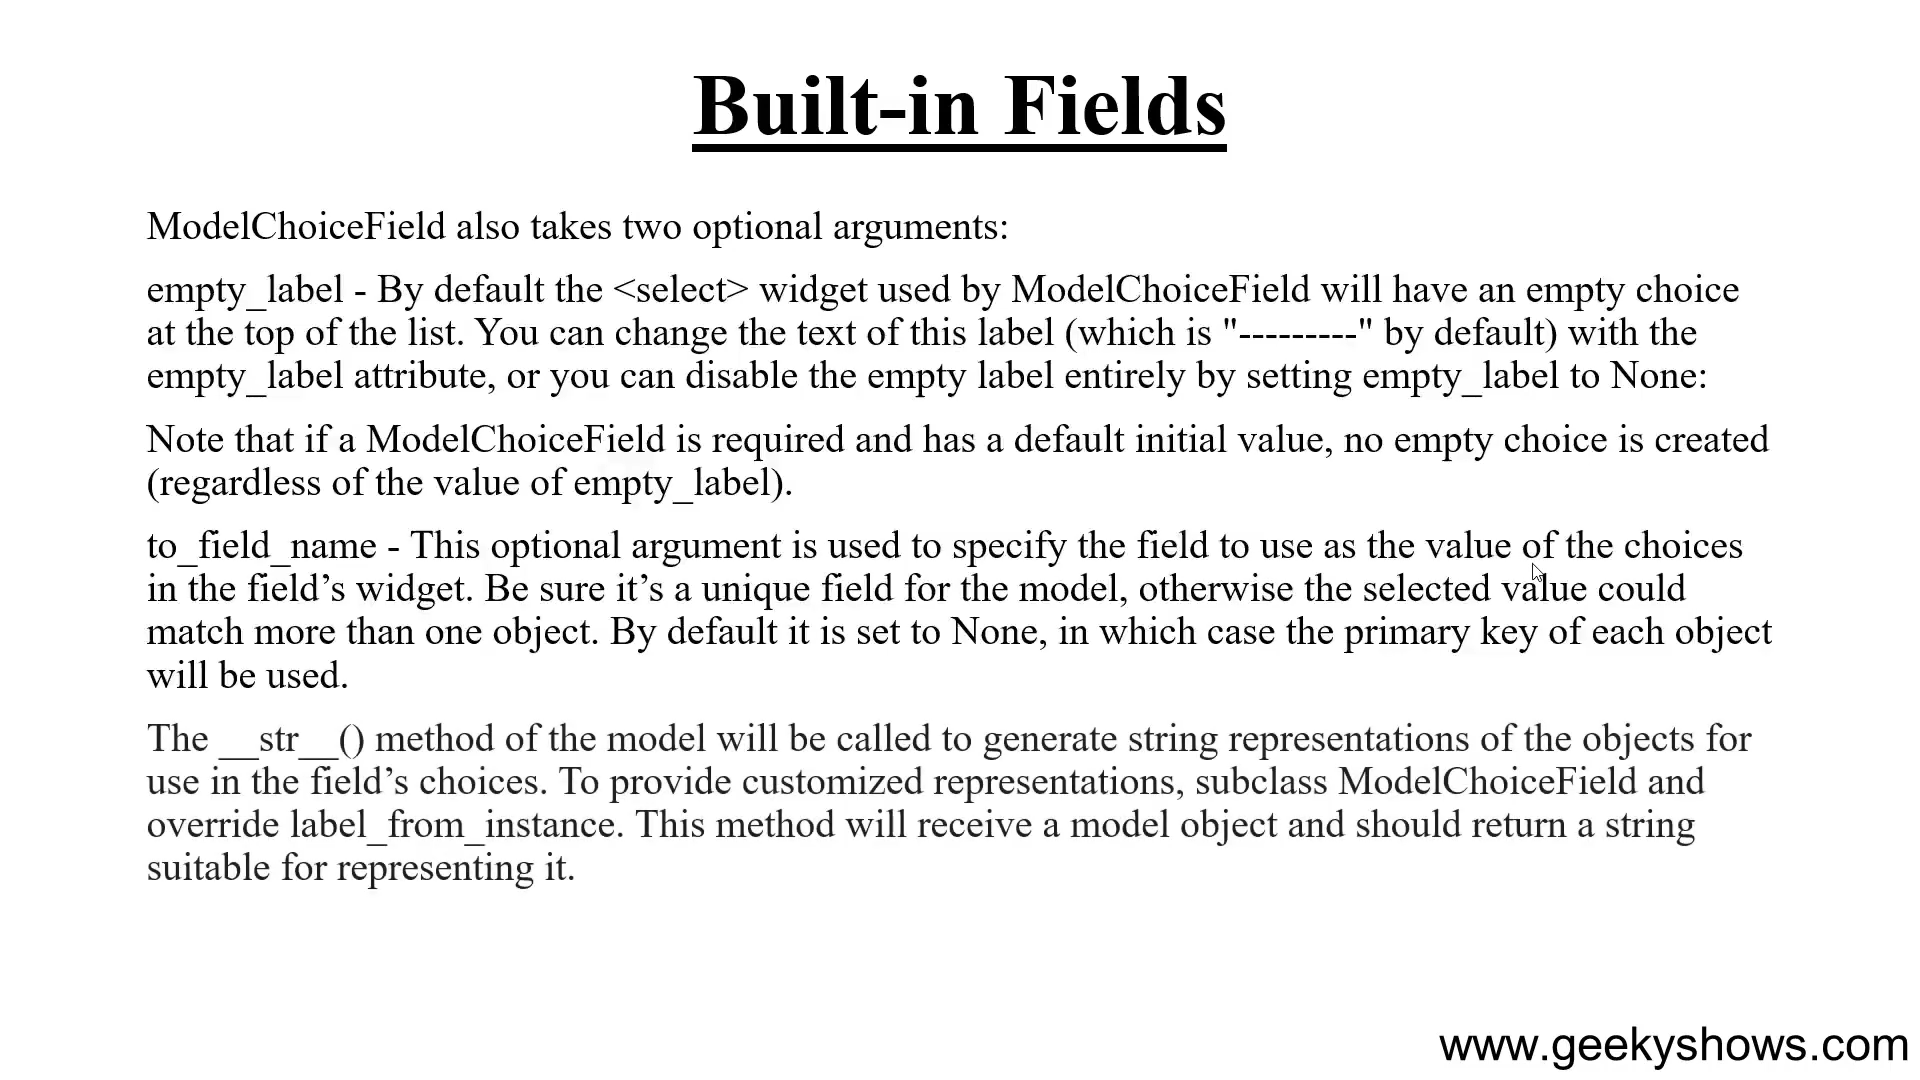 Built-in Fields
ModelChoiceField also takes two optional arguments:
empty_label - By default the <select> widget used by ModelChoiceField will have an empty choice
at the top of the list. You can change the text of this label (which is "---------" by default) with the
empty_label attribute, or you can disable the empty label entirely by setting empty_label to None:
Note that if a ModelChoiceField is required and has a default initial value, no empty choice is created
(regardless of the value of empty_label).
to_field_name - This optional argument is used to specify the field to use as the value of the choices
in the field’s widget. Be sure it’s a unique field for the model, otherwise the selected value could
match more than one object. By default it is set to None, in which case the primary key of each object
will be used.
The __str__() method of the model will be called to generate string representations of the objects for
use in the field’s choices. To provide customized representations, subclass ModelChoiceField and
override label_from_instance. This method will receive a model object and should return a string
suitable for representing it.
www.geekyshows.com